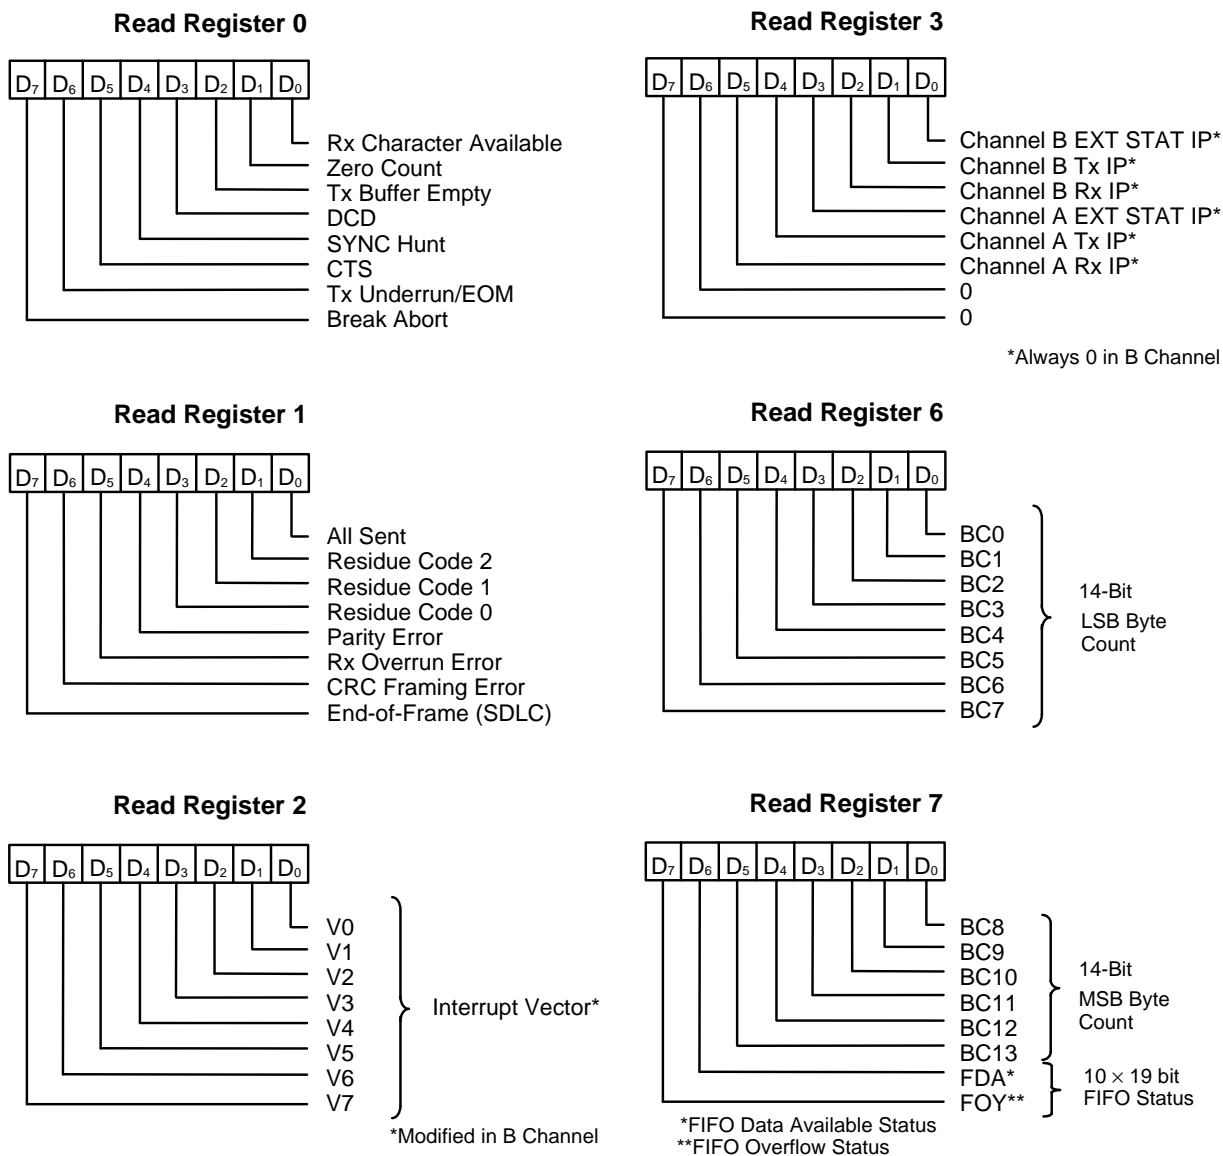 Read Register 0
D7 D6 D5 D4 D3 D2 D1 D0
Rx Character Available
Zero Count
Tx Buffer Empty
DCD
SYNC Hunt
CTS
Tx Underrun/EOM
Break Abort
Read Register 1
D7 D6 D5 D4 D3 D2 D1 D0
All Sent
Residue Code 2
Residue Code 1
Residue Code 0
Parity Error
Rx Overrun Error
CRC Framing Error
End-of-Frame (SDLC)
Read Register 2
D7 D6 D5 D4 D3 D2 D1 D0
V0
V1
V2
V3
V4
V5
V6
V7
Interrupt Vector*
*Modified in B Channel
Read Register 3
D7 D6 D5 D4 D3 D2 D1 D0
Channel B EXT STAT IP*
Channel B Tx IP*
Channel B Rx IP*
Channel A EXT STAT IP*
Channel A Tx IP*
Channel A Rx IP*
0
0
*Always 0 in B Channel
Read Register 6
D7 D6 D5 D4 D3 D2 D1 D0
BC0
BC1
BC2
BC3
BC4
BC5
BC6
BC7
14-Bit
LSB Byte
Count
Read Register 7
D7 D6 D5 D4 D3 D2 D1 D0
BC8
BC9
BC10
BC11
BC12
BC13
FDA*
FOY**
14-Bit
MSB Byte
Count
10 × 19 bit
FIFO Status
*FIFO Data Available Status
**FIFO Overflow Status